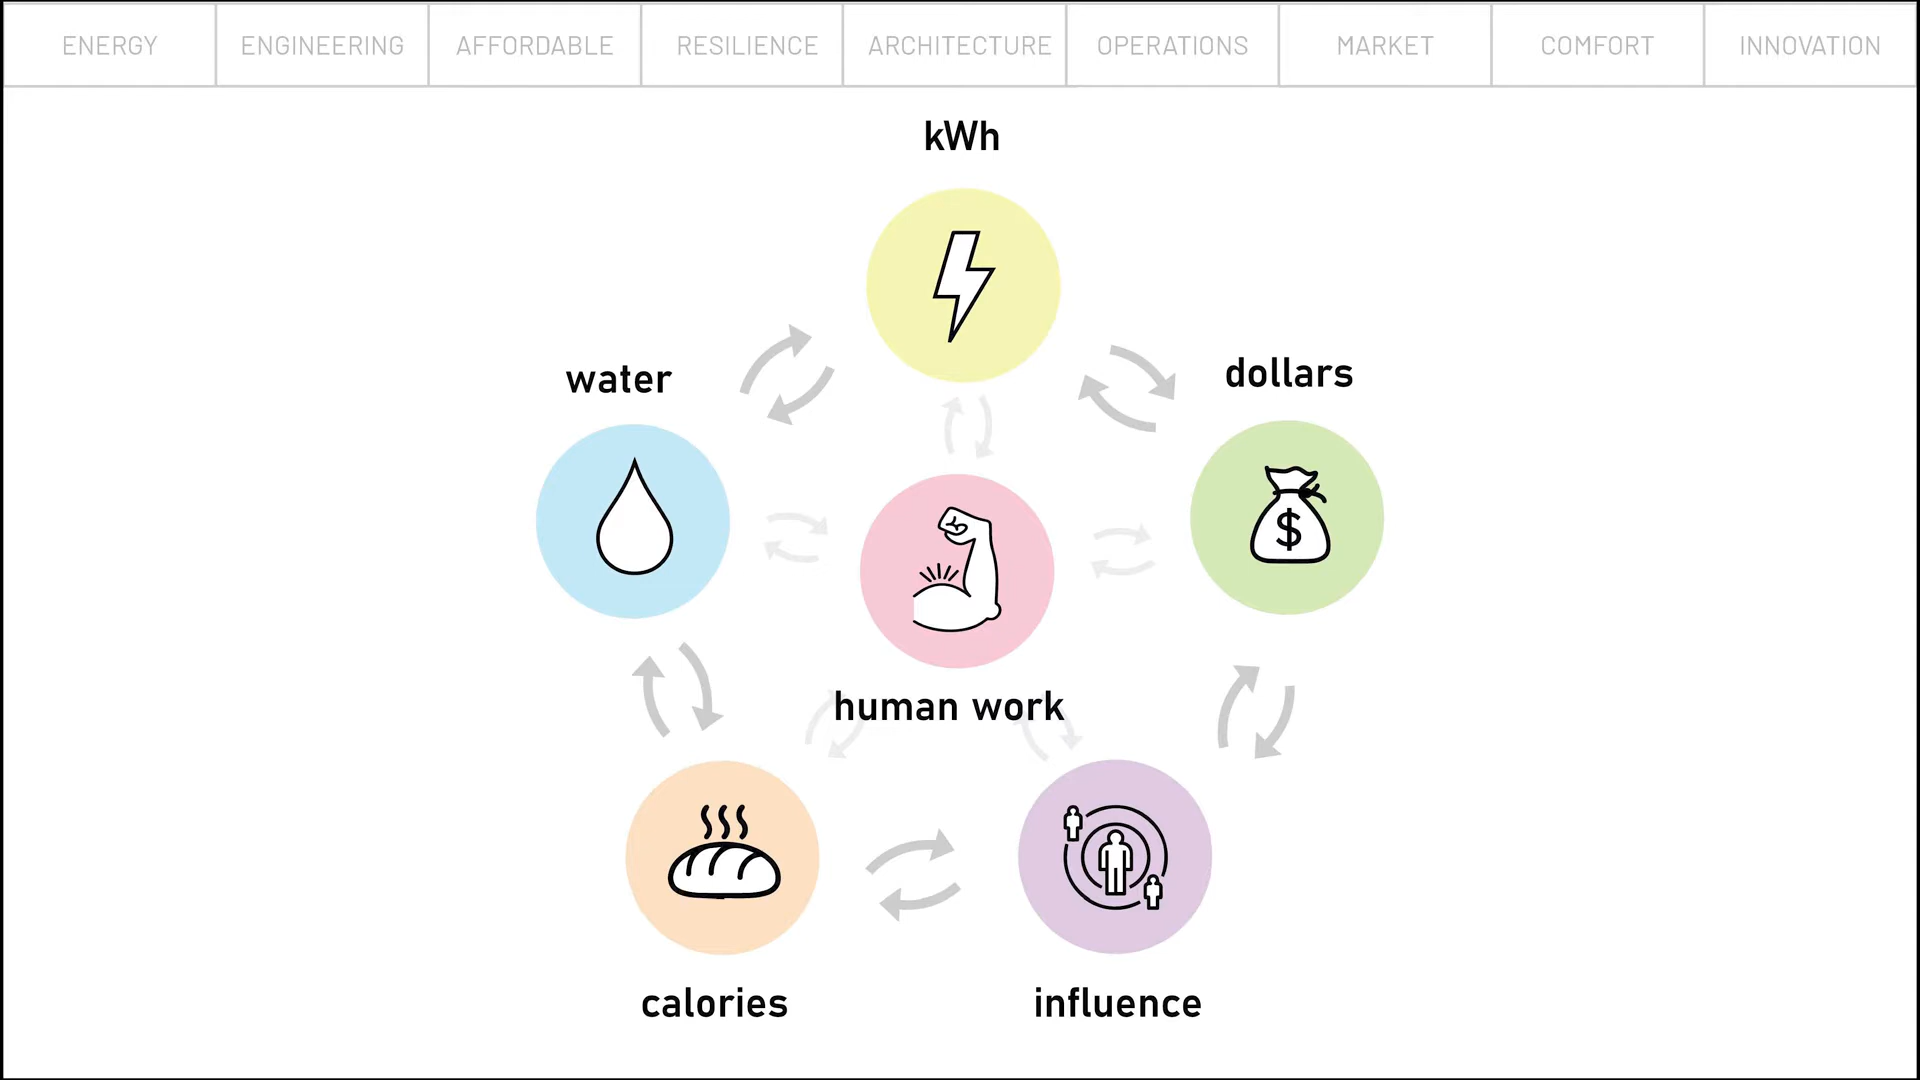 ENERGY
ENGINEERING
AFFORDABLE
RESILIENCE
ARCHITECTURE
OPERATIONS
MARKET
COMFORT
INNOVATION
kWh
water
dollars
$
human work
calories
influence